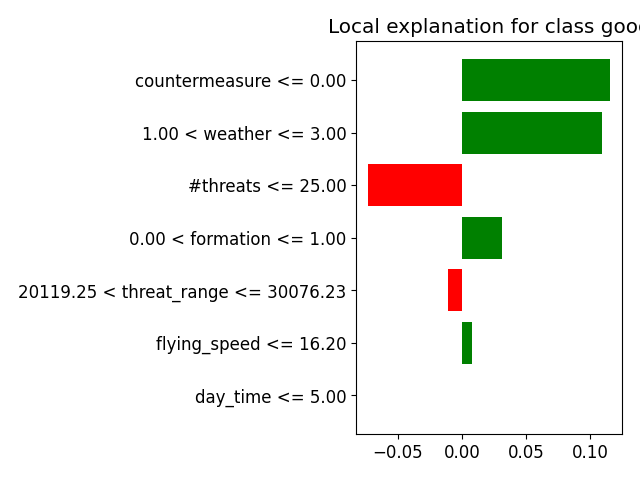 Local explanation for class good
countermeasure <= 0.00
1.00 < weather <= 3.00
#threats <= 25.00
0.00 < formation <= 1.00
20119.25 < threat_range <= 30076.23
flying_speed <= 16.20
day_time <= 5.00
−0.05 0.00 0.05 0.10